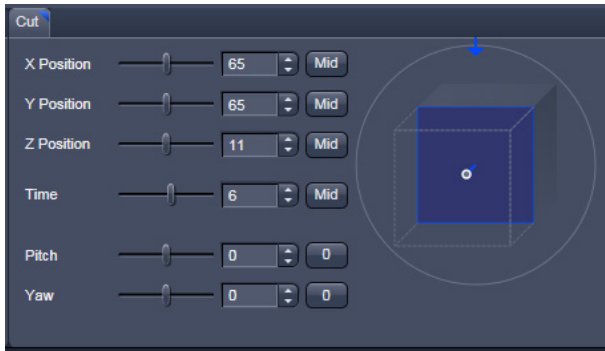 Cut
X Position 65 Mid
Y Position 65 Mid
Z Position 11 Mid
Time 6 Mid
Pitch 0 0
Yaw 0 0